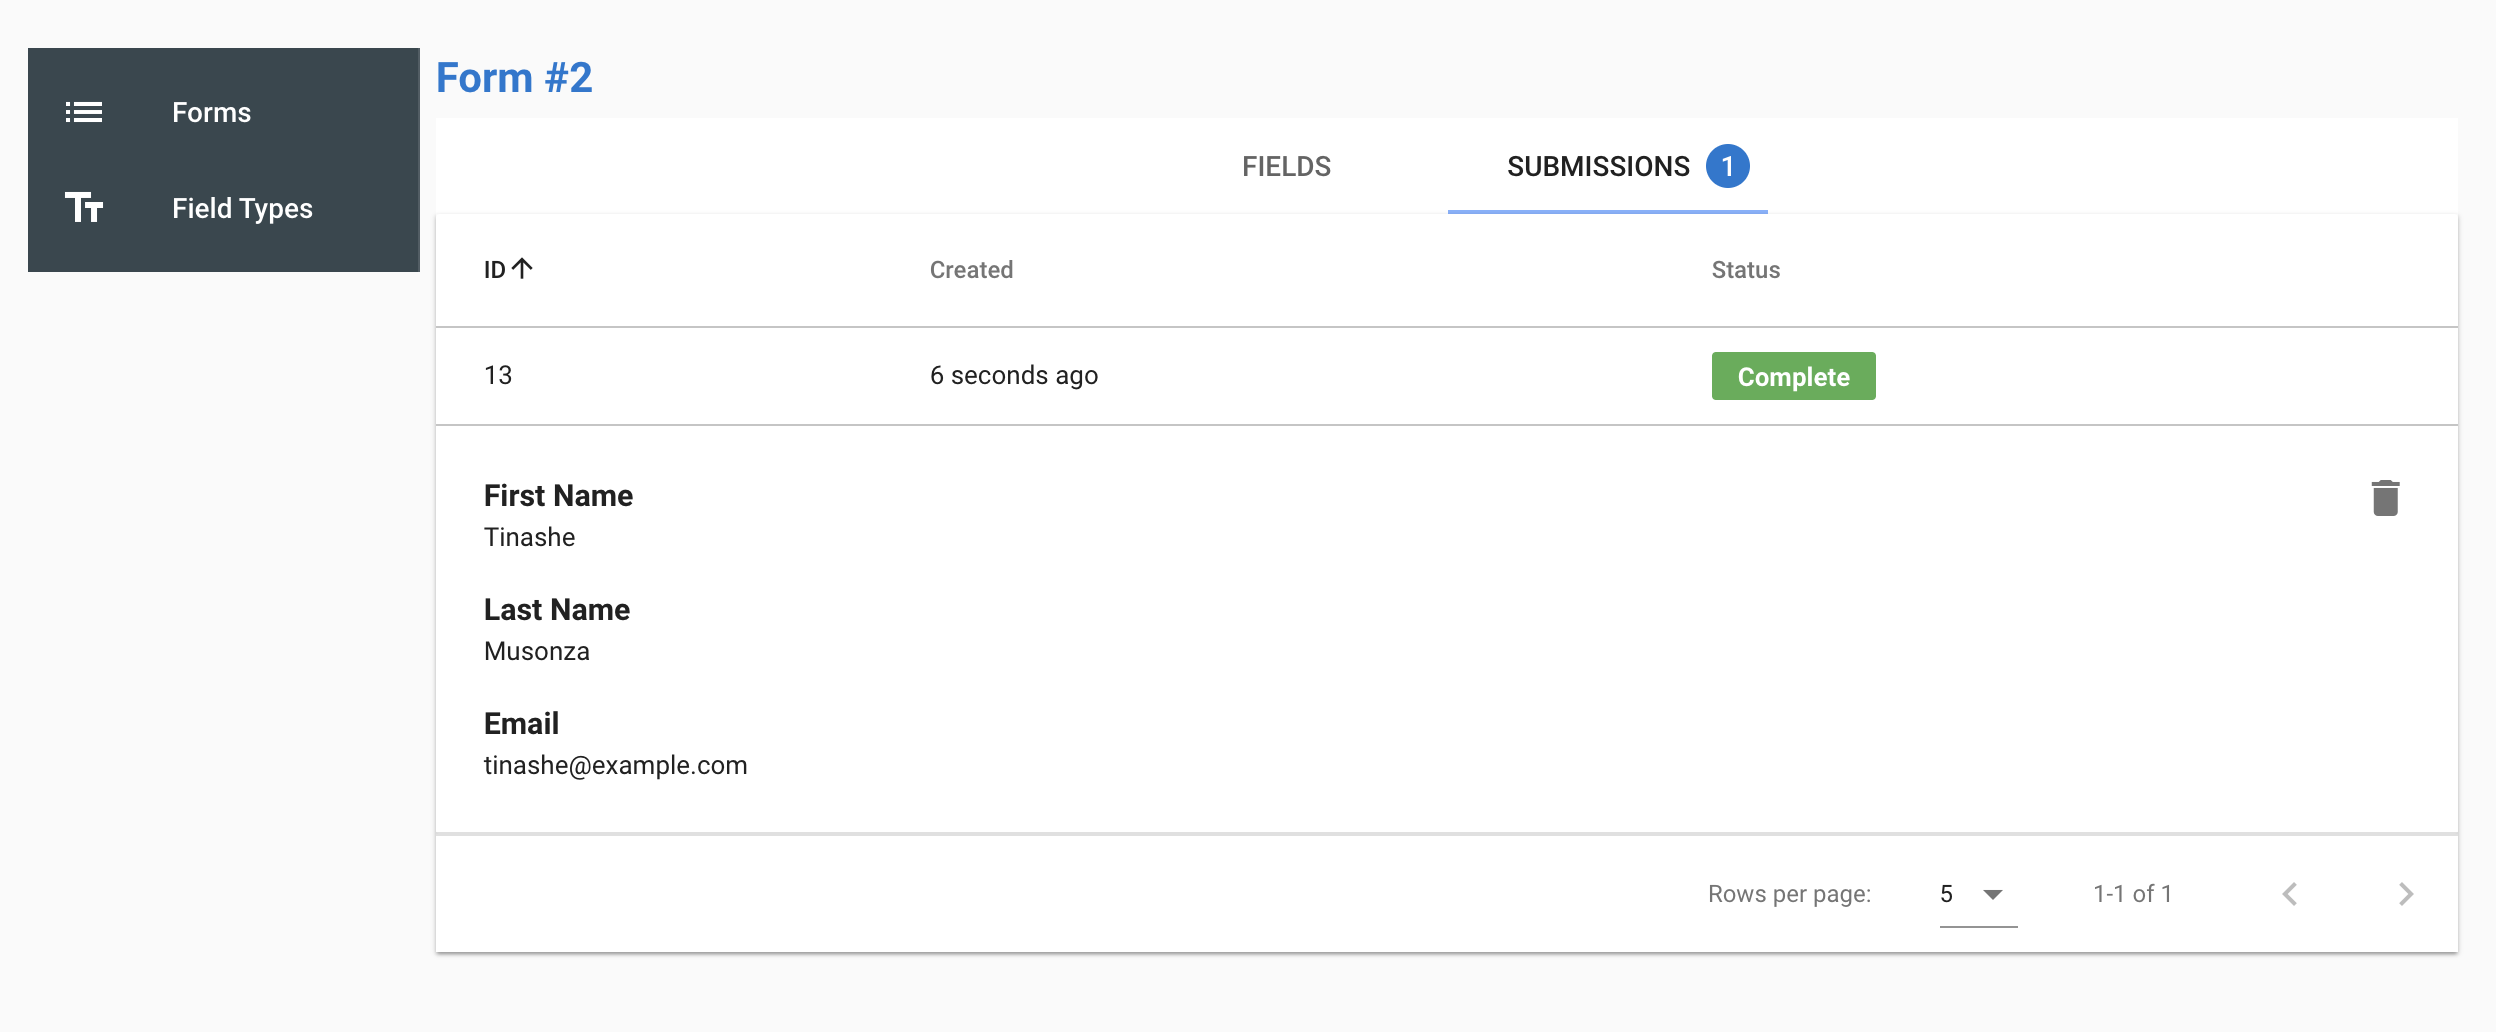 Forms
Field Types
Form #2
FIELDS SUBMISSIONS 1
ID Created Status
13 6 seconds ago Complete
First Name
Tinashe
Last Name
Musonza
Email
tinashe@example.com
Rows per page: 5 1-1 of 1